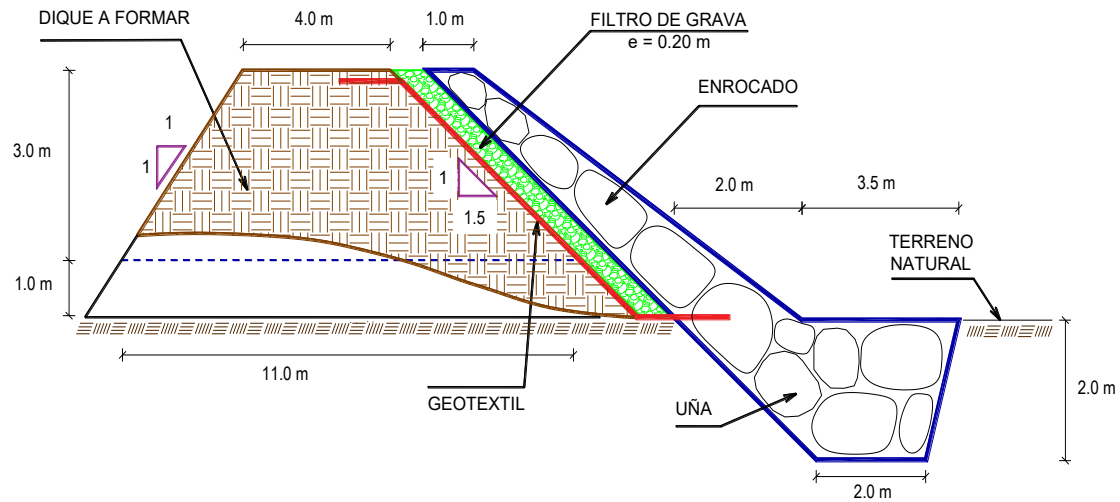 DIQUE A FORMAR
4.0 m
1.0 m
FILTRO DE GRAVA
e = 0.20 m
ENROCADO
1
1
3.0 m
1
1.5
2.0 m
3.5 m
TERRENO
NATURAL
1.0 m
11.0 m
GEOTEXTIL
UÑA
2.0 m
2.0 m